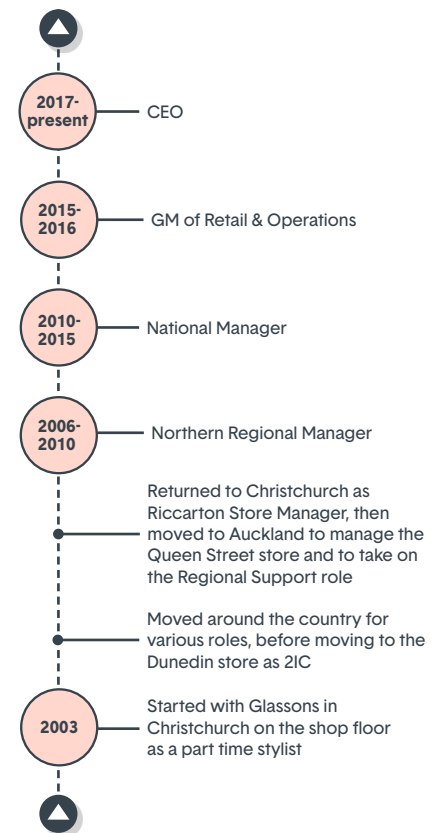 2017-
present
CEO
2015-
2016
GM of Retail & Operations
2010-
2015
National Manager
2006-
2010
Northern Regional Manager
Returned to Christchurch as
Riccarton Store Manager, then
moved to Auckland to manage the
Queen Street store and to take on
the Regional Support role
Moved around the country for
various roles, before moving to the
Dunedin store as 2IC
2003
Started with Glassons in
Christchurch on the shop floor
as a part time stylist